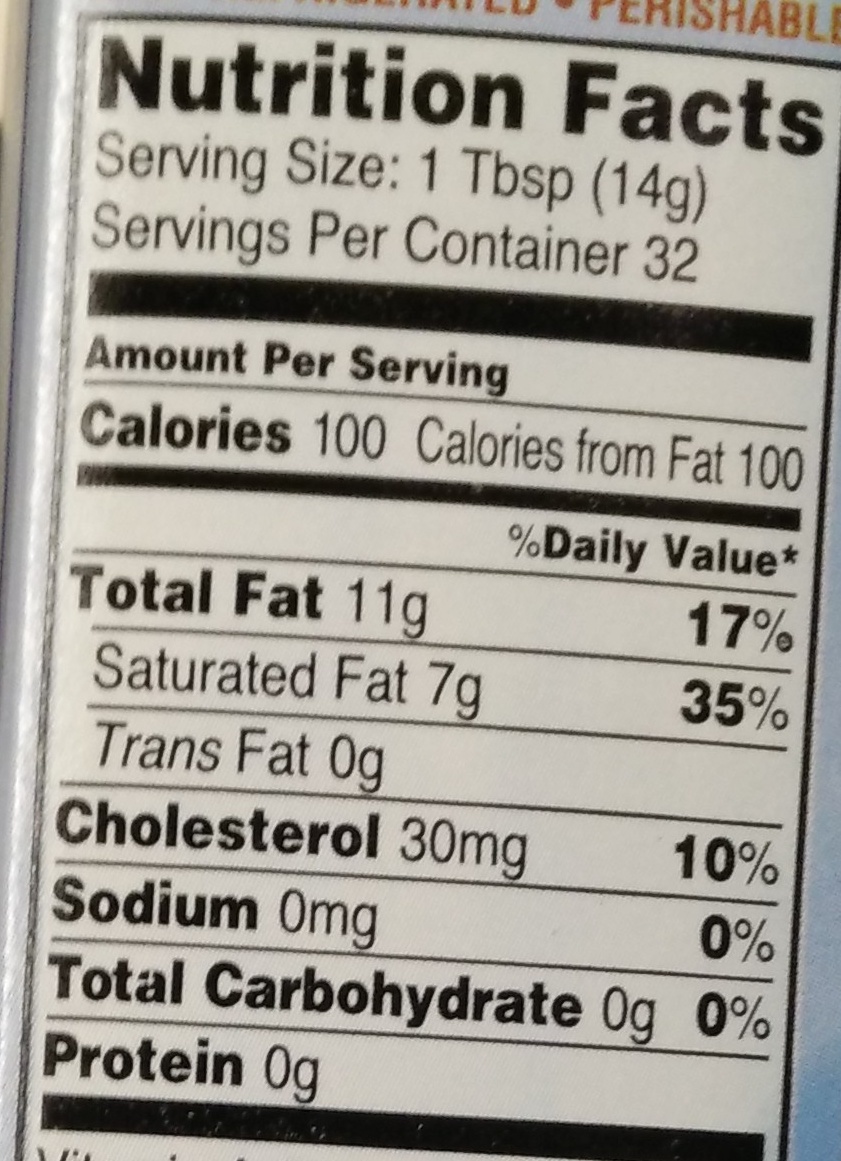 PERISHABLE
Nutrition Facts
Serving Size: 1 Tbsp (14g)
Servings Per Container 32
Amount Per Serving
Calories 100 Calories from Fat 100
%Daily Value*
Total Fat 11g 17%
Saturated Fat 7g 35%
Trans Fat 0g
Cholesterol 30mg 10%
Sodium 0mg 0%
Total Carbohydrate 0g 0%
Protein 0g